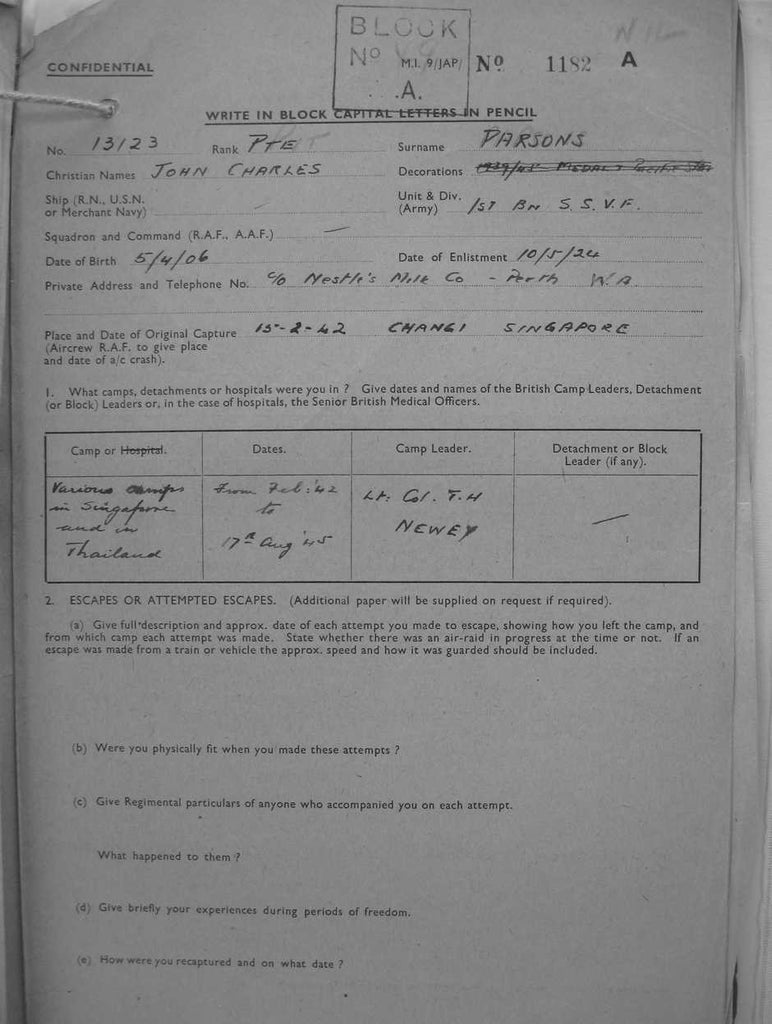 BLOCK
CONFIDENTIAL
No M.I. 9/JAP/ No 1182 A
.A.
WRITE IN BLOCK CAPITAL LETTERS IN PENCIL
No. 13/23 Rank PTE Surname PARSONS
Christian Names JOHN CHARLES Decorations
Ship (R.N., U.S.N. or Merchant Navy) — Unit & Div. (Army) 1ST BN S. S. V. F.
Squadron and Command (R.A.F., A.A.F.) —
Date of Birth 5/4/06 Date of Enlistment 10/5/24
Private Address and Telephone No. c/o Nestle's Milk Co - Perth W.A
Place and Date of Original Capture 15-2-42 CHANGI SINGAPORE
(Aircrew R.A.F. to give place
and date of a/c crash).
1. What camps, detachments or hospitals were you in ? Give dates and names of the British Camp Leaders, Detachment
(or Block) Leaders or, in the case of hospitals, the Senior British Medical Officers.
Camp or Hospital. Dates. Camp Leader. Detachment or Block Leader (if any).
Various camps in Singapore and in Thailand
From Feb: '42 to 17th Aug '45
Lt. Col. T.H NEWEY
—
2. ESCAPES OR ATTEMPTED ESCAPES. (Additional paper will be supplied on request if required).
(a) Give full description and approx. date of each attempt you made to escape, showing how you left the camp, and
from which camp each attempt was made. State whether there was an air-raid in progress at the time or not. If an
escape was made from a train or vehicle the approx. speed and how it was guarded should be included.
(b) Were you physically fit when you made these attempts ?
(c) Give Regimental particulars of anyone who accompanied you on each attempt.
What happened to them ?
(d) Give briefly your experiences during periods of freedom.
(e) How were you recaptured and on what date ?